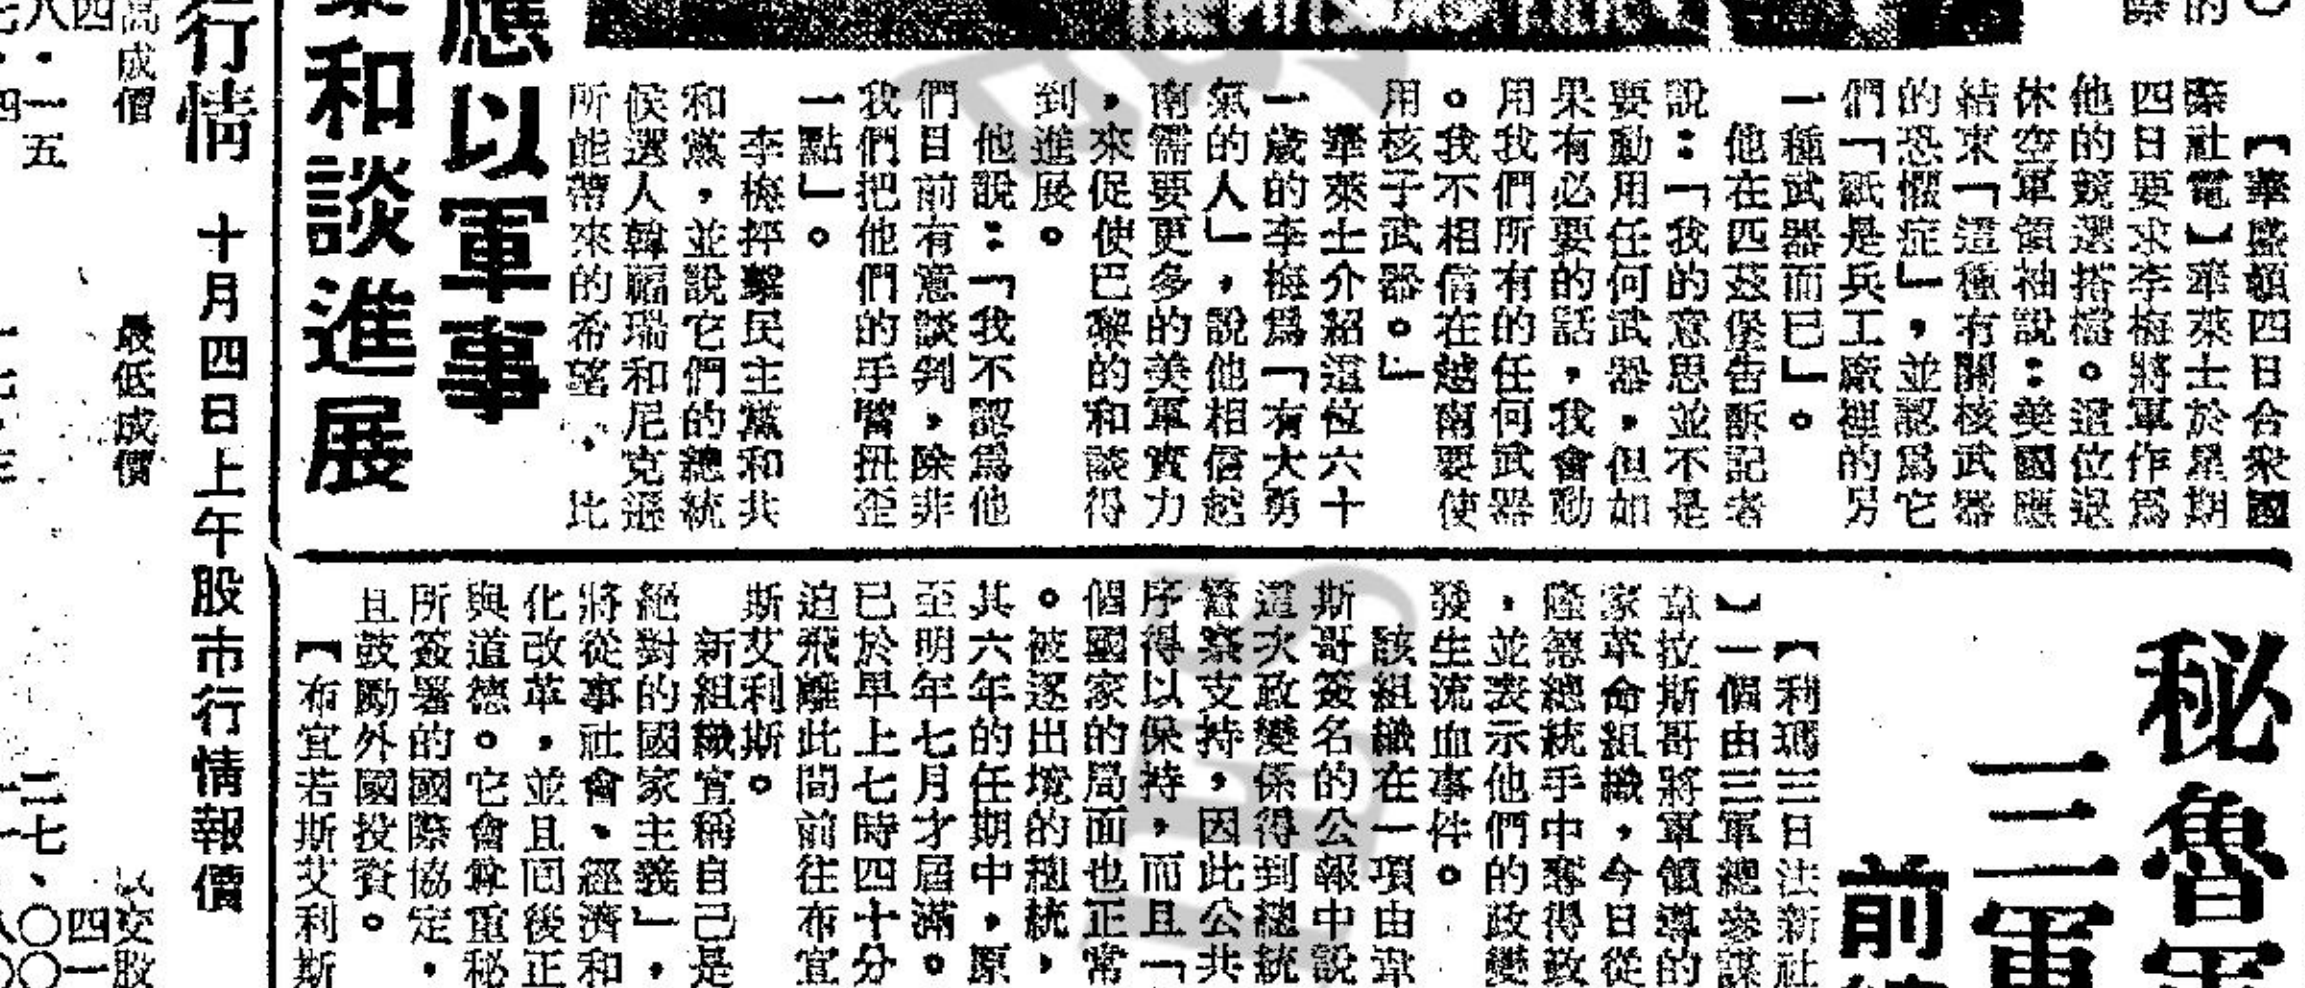 【華盛頓四日合衆國
際社電】華萊士於星期
四日要求李梅將軍作爲
他的競選搭檔。這位退
休空軍領袖說：美國應
結束「這種有關核武器
的恐懼症」，並認爲它
們「祇是兵工廠裡的另
一種武器而已」。
他在匹茲堡告訴記者
說：「我的意思並不是
要動用任何武器，但如
果有必要的話，我會動
用我們所有的任何武器
。我不相信在越南要使
用核子武器。」
華萊士介紹這位六十
一歲的李梅爲「有大勇
氣的人」，說他相信越
南需要更多的美軍實力
，來促使巴黎的和談得
到進展。
他說：「我不認爲他
們目前有意談判，除非
我們把他們的手臂扭歪
一點」。
李梅抨擊民主黨和共
和黨，並說它們的總統
候選人韓福瑞和尼克遜
所能帶來的希望，比
應以軍事
和談進展
秘魯軍
三軍
前
【利瑪三日法新社
】一個由三軍總參謀
韋拉斯哥將軍領導的
家革命組織，今日從
隆德總統手中奪得政
，並表示他們的政變
發生流血事件。
該組織在一項由韋
斯哥簽名的公報中說
這次政變係得到總統
警察支持，因此公共
序得以保持，而且「
個國家的局面也正常
。被逐出境的總統，
其六年的任期中，原
至明年七月才屆滿。
已於早上七時四十分
迫飛離此間前往布宜
斯艾利斯。
新組織宣稱自己是
絕對的國家主義」，
將從事社會、經濟和
化改革，並且回後正
與道德。它會尊重秘
所簽署的國際協定，
且鼓勵外國投資。
【布宜若斯艾利斯
行情
十月四日上午股市行情報價
高成價
最低成價
成交股